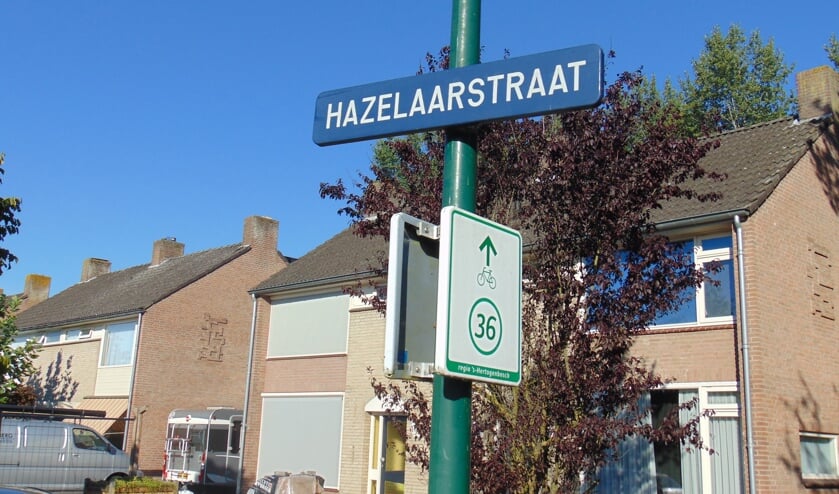 HAZELAARSTRAAT
36
regio 's-Hertogenbosch